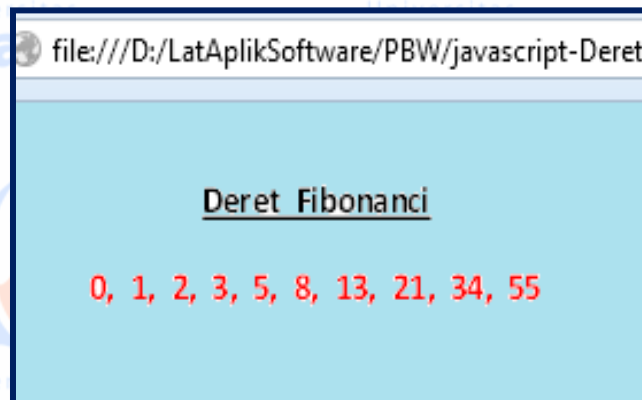 file:///D:/LatAplikSoftware/PBW/javascript-Deret
Deret Fibonanci
0, 1, 2, 3, 5, 8, 13, 21, 34, 55